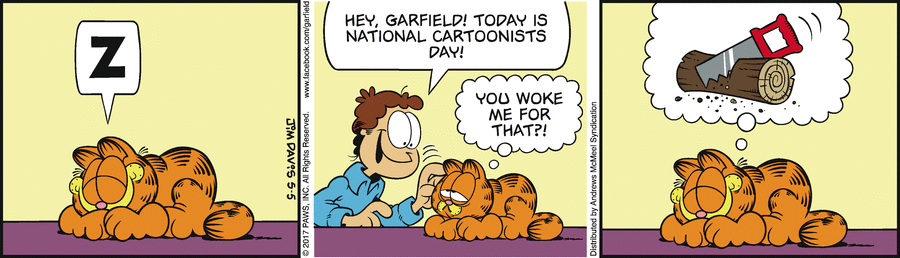 Z
JIM DAVIS 5-5
© 2017 PAWS, INC. All Rights Reserved.
www.facebook.com/garfield
HEY, GARFIELD! TODAY IS
NATIONAL CARTOONISTS
DAY!
YOU WOKE
ME FOR
THAT?!
Distributed by Andrews McMeel Syndication